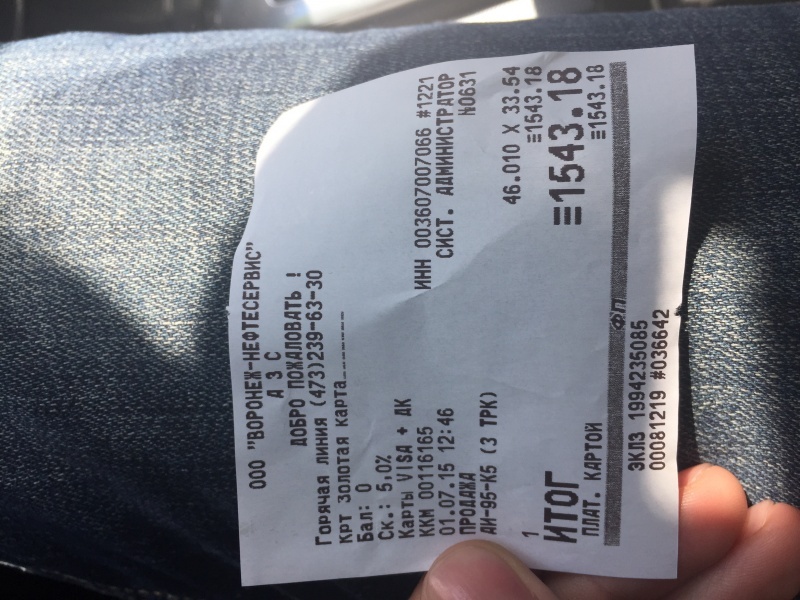 ООО "ВОРОНЕЖ-НЕФТЕСЕРВИС"
А З С
ДОБРО ПОЖАЛОВАТЬ !
Горячая линия (473)239-63-30
крт Золотая карта_______
Бал: 0
Ск.: 5,0%
Карты VISA + ДК
ККМ 00116165 ИНН 003607007066 #1221
01.07.15 12:46 СИСТ. АДМИНИСТРАТОР
ПРОДАЖА №0631
АИ-95-К5 (3 ТРК)
46.010 X 33.54
1 ≡1543.18
ИТОГ ≡1543.18
ПЛАТ. КАРТОЙ ≡1543.18
ФП
ЭКЛЗ 1994235085
00081219 #036642